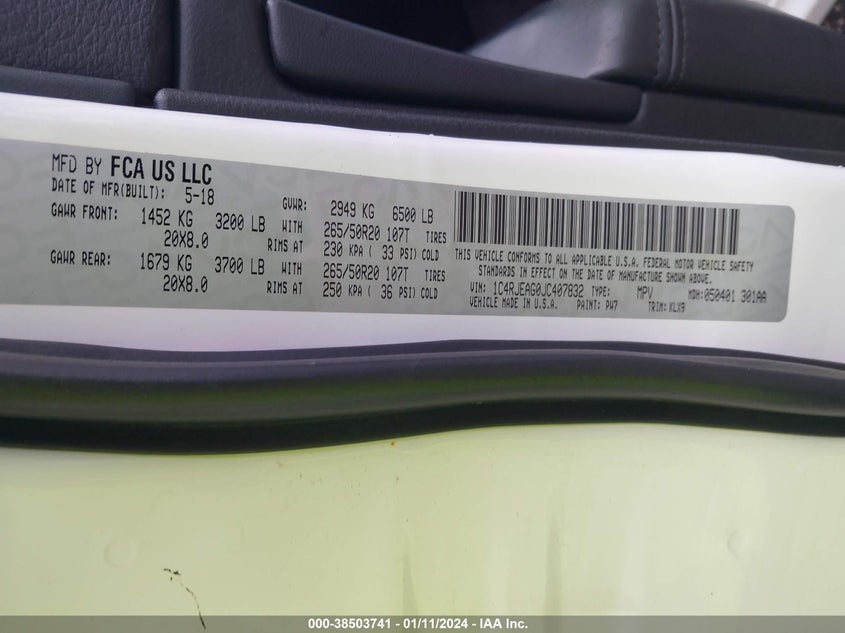 MFD BY FCA US LLC
DATE OF MFR(BUILT): 5-18
GVWR: 2949 KG 6500 LB
GAWR FRONT: 1452 KG 3200 LB WITH 265/50R20 107T TIRES
20X8.0 RIMS AT 230 KPA ( 33 PSI) COLD
GAWR REAR: 1679 KG 3700 LB WITH 265/50R20 107T TIRES
20X8.0 RIMS AT 250 KPA ( 36 PSI) COLD
THIS VEHICLE CONFORMS TO ALL APPLICABLE U.S.A. FEDERAL MOTOR VEHICLE SAFETY
STANDARDS IN EFFECT ON THE DATE OF MANUFACTURE SHOWN ABOVE.
VIN: 1C4RJEAG0JC407832 TYPE: MPV MDH:050401 301AA
VEHICLE MADE IN U.S.A. PAINT: PW7 TRIM: KLX9
000-38503741 - 01/11/2024 - IAA Inc.